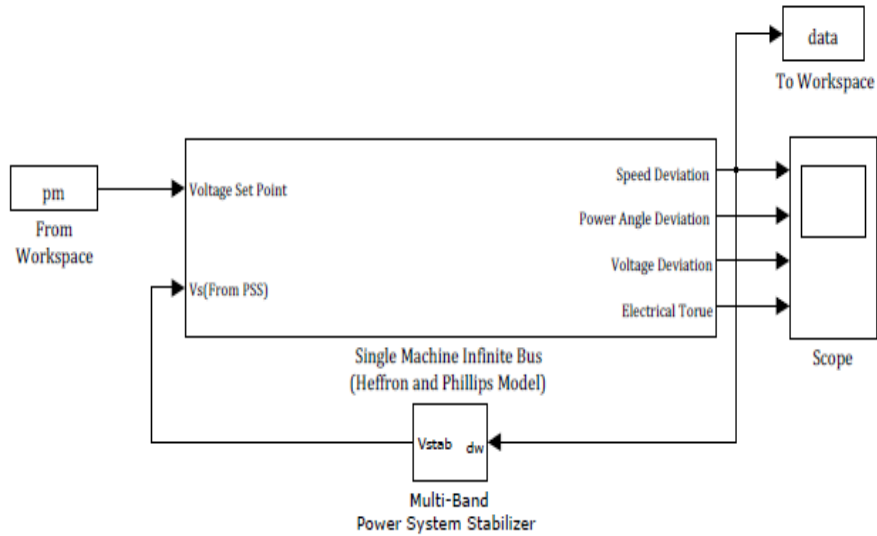 data
To Workspace
pm
From
Workspace
Voltage Set Point
Vs(From PSS)
Speed Deviation
Power Angle Deviation
Voltage Deviation
Electrical Torue
Single Machine Infinite Bus
(Heffron and Phillips Model)
Scope
Vstab
dw
Multi-Band
Power System Stabilizer